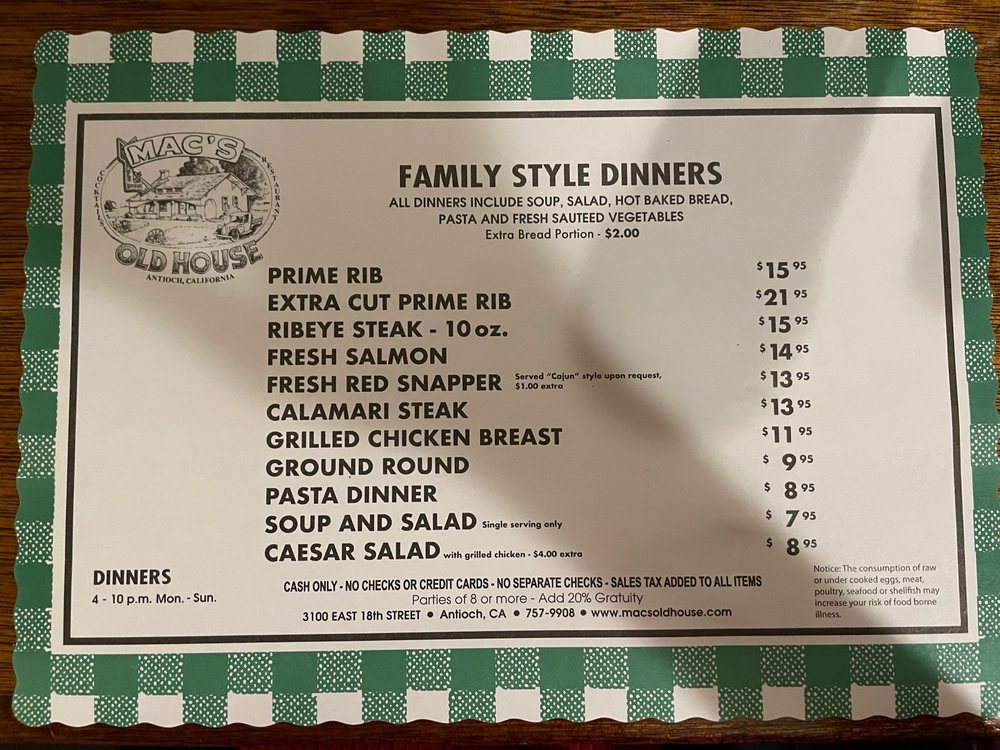 MAC'S
COCKTAILS
RESTAURANT
OLD HOUSE
ANTIOCH, CALIFORNIA
FAMILY STYLE DINNERS
ALL DINNERS INCLUDE SOUP, SALAD, HOT BAKED BREAD,
PASTA AND FRESH SAUTEED VEGETABLES
Extra Bread Portion - $2.00
PRIME RIB $15 95
EXTRA CUT PRIME RIB $21 95
RIBEYE STEAK - 10 oz. $15 95
FRESH SALMON $14 95
FRESH RED SNAPPER Served "Cajun" style upon request, $1.00 extra $13 95
CALAMARI STEAK $13 95
GRILLED CHICKEN BREAST $11 95
GROUND ROUND $9 95
PASTA DINNER $8 95
SOUP AND SALAD Single serving only $7 95
CAESAR SALAD with grilled chicken - $4.00 extra $8 95
DINNERS
4 - 10 p.m. Mon. - Sun.
CASH ONLY - NO CHECKS OR CREDIT CARDS - NO SEPARATE CHECKS - SALES TAX ADDED TO ALL ITEMS
Parties of 8 or more - Add 20% Gratuity
3100 EAST 18th STREET • Antioch, CA • 757-9908 • www.macsoldhouse.com
Notice: The consumption of raw
or under cooked eggs, meat,
poultry, seafood or shellfish may
increase your risk of food borne
illness.